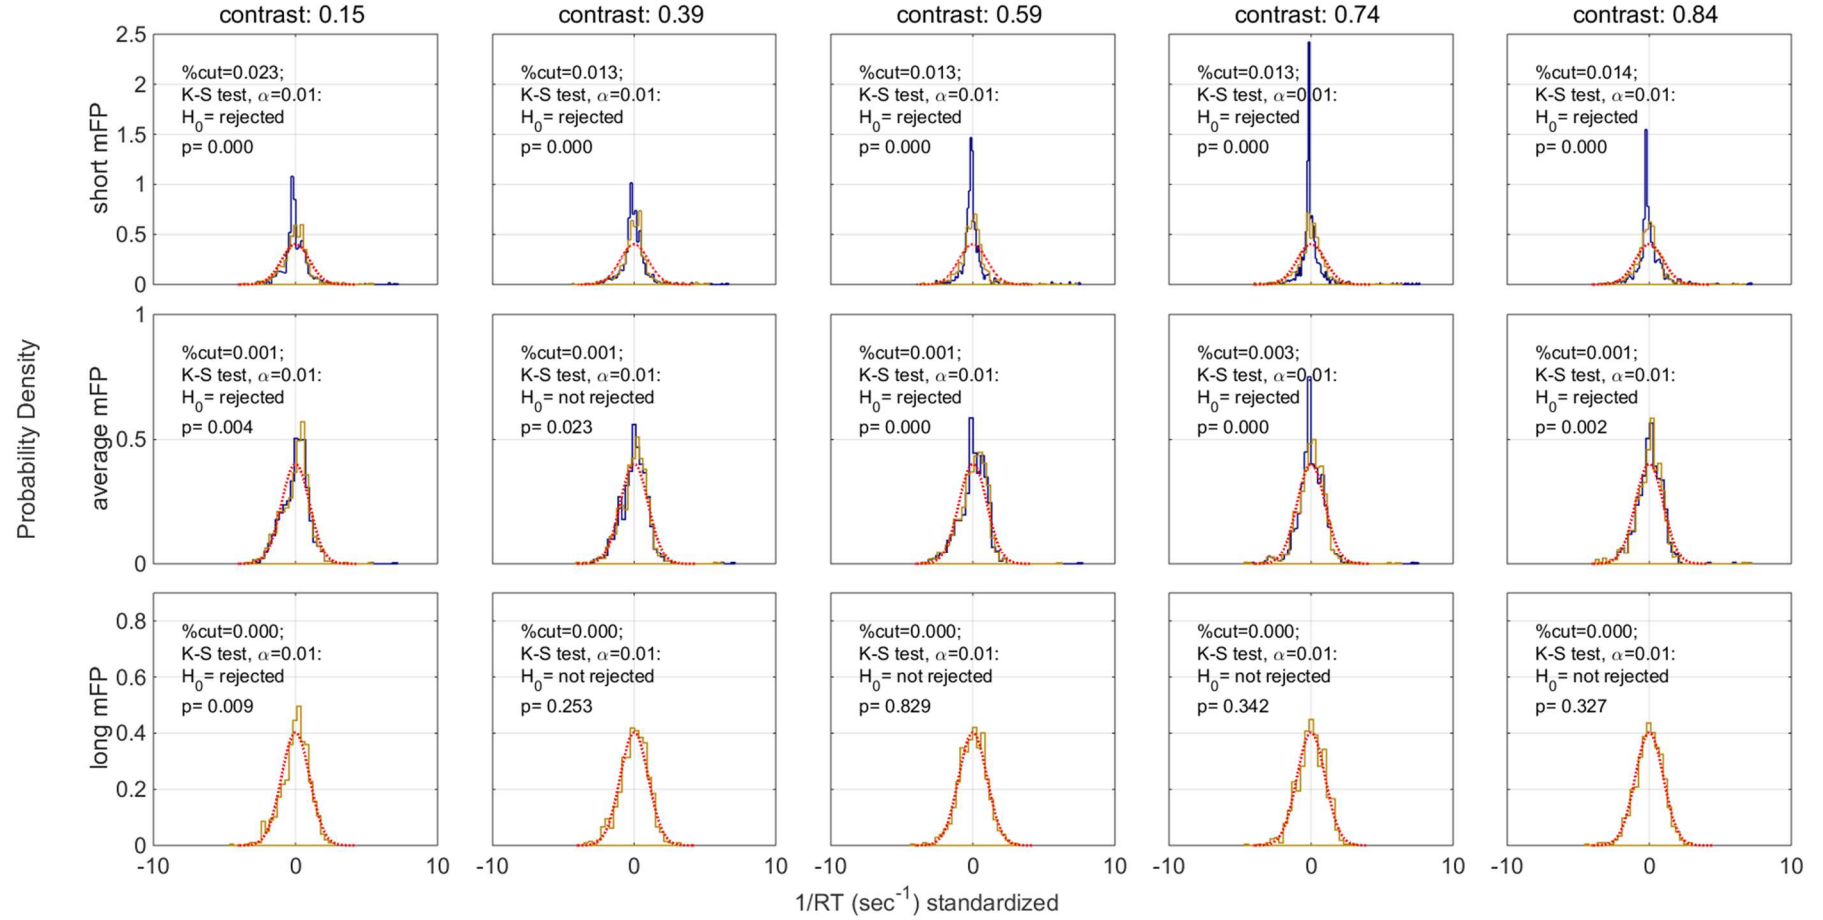 contrast: 0.15 contrast: 0.39 contrast: 0.59 contrast: 0.74 contrast: 0.84
Probability Density
short mFP
2.5
2
1.5
1
0.5
0
%cut=0.023;
K-S test, α=0.01:
H0= rejected
p= 0.000
%cut=0.013;
K-S test, α=0.01:
H0= rejected
p= 0.000
%cut=0.013;
K-S test, α=0.01:
H0= rejected
p= 0.000
%cut=0.013;
K-S test, α=0.01:
H0= rejected
p= 0.000
%cut=0.014;
K-S test, α=0.01:
H0= rejected
p= 0.000
average mFP
1
0.5
0
%cut=0.001;
K-S test, α=0.01:
H0= rejected
p= 0.004
%cut=0.001;
K-S test, α=0.01:
H0= not rejected
p= 0.023
%cut=0.001;
K-S test, α=0.01:
H0= rejected
p= 0.000
%cut=0.003;
K-S test, α=0.01:
H0= rejected
p= 0.000
%cut=0.001;
K-S test, α=0.01:
H0= rejected
p= 0.002
long mFP
0.8
0.6
0.4
0.2
0
%cut=0.000;
K-S test, α=0.01:
H0= rejected
p= 0.009
%cut=0.000;
K-S test, α=0.01:
H0= not rejected
p= 0.253
%cut=0.000;
K-S test, α=0.01:
H0= not rejected
p= 0.829
%cut=0.000;
K-S test, α=0.01:
H0= not rejected
p= 0.342
%cut=0.000;
K-S test, α=0.01:
H0= not rejected
p= 0.327
-10 0 10 -10 0 10 -10 0 10 -10 0 10 -10 0 10
1/RT (sec-1) standardized